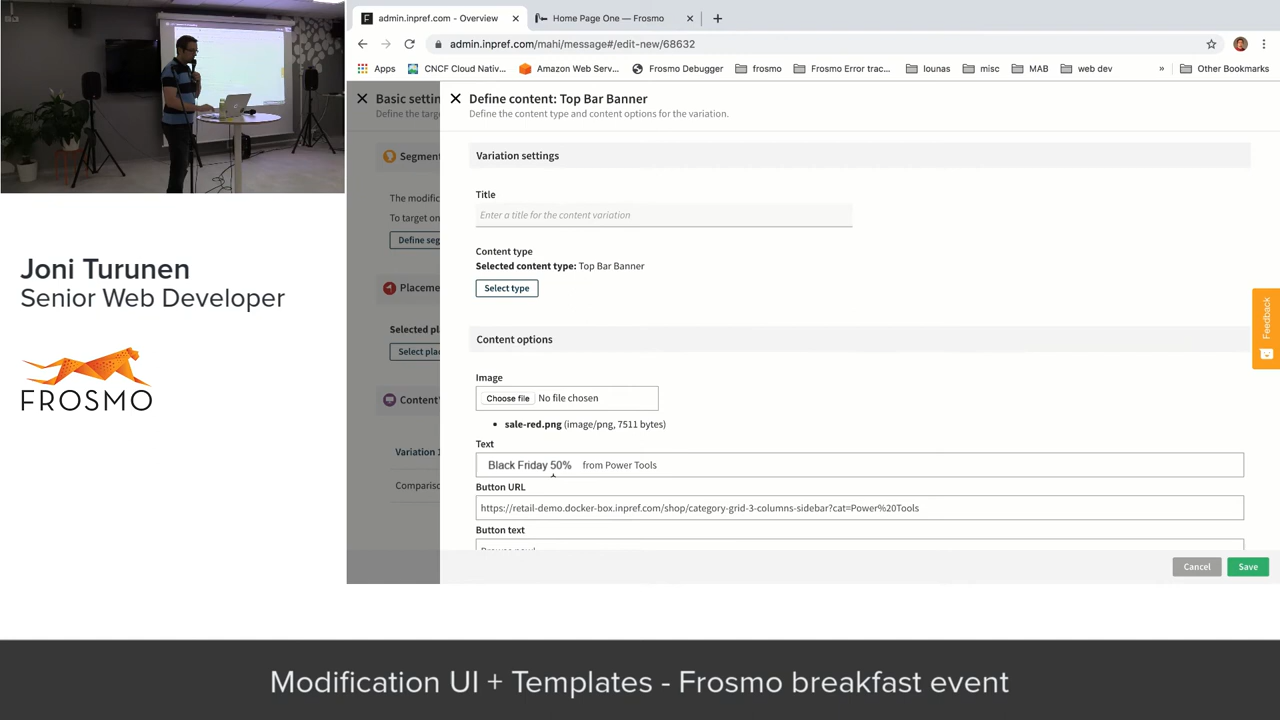 admin.inpref.com - Overview
Home Page One — Frosmo
admin.inpref.com/mahi/message#/edit-new/68632
Apps
CNCF Cloud Nativ...
Amazon Web Serv...
Frosmo Debugger
frosmo
Frosmo Error trac...
lounas
misc
MAB
web dev
»
Other Bookmarks
Basic settin
Define the targe
Segment
The modific
To target on
Define seg
Placeme
Selected pla
Select plac
Content
Variation 1
Comparis
Define content: Top Bar Banner
Define the content type and content options for the variation.
Variation settings
Title
Enter a title for the content variation
Content type
Selected content type: Top Bar Banner
Select type
Content options
Image
Choose file No file chosen
• sale-red.png (image/png, 7511 bytes)
Text
Black Friday 50% from Power Tools
Button URL
https://retail-demo.docker-box.inpref.com/shop/category-grid-3-columns-sidebar?cat=Power%20Tools
Button text
Cancel
Save
Feedback
Joni Turunen
Senior Web Developer
FROSMO
Modification UI + Templates - Frosmo breakfast event